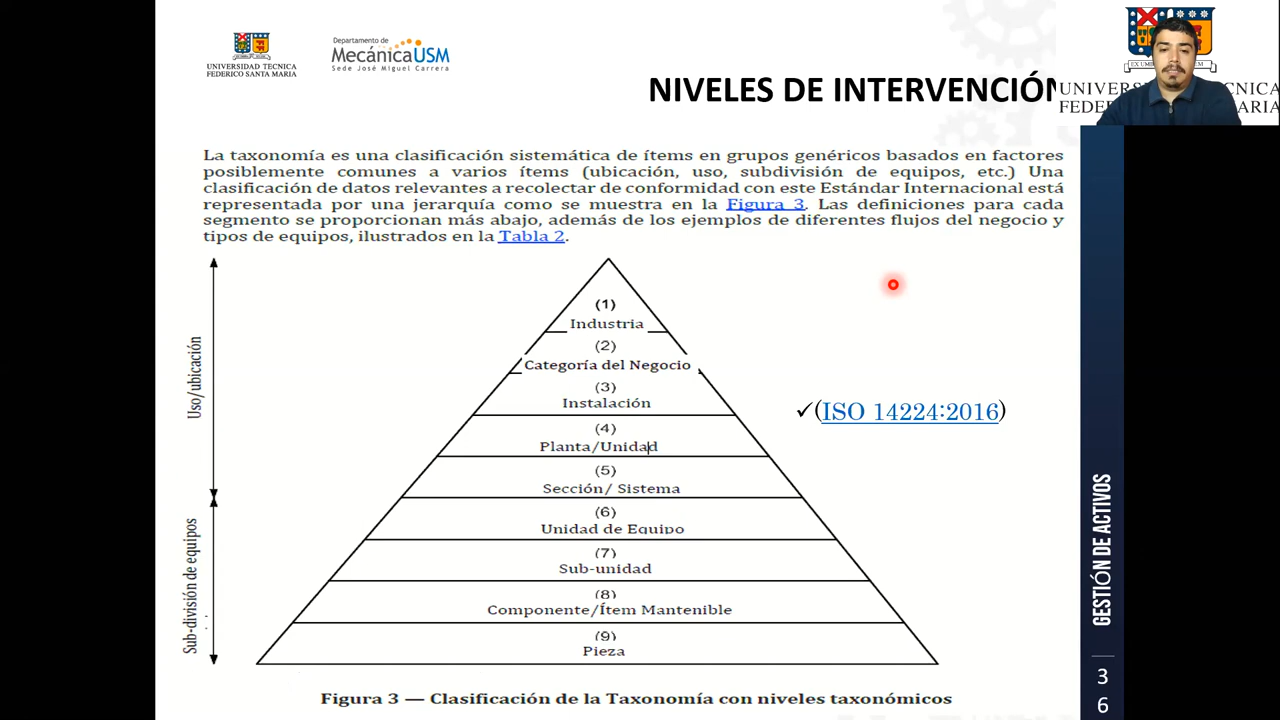 UNIVERSIDAD TECNICA
FEDERICO SANTA MARIA
Departamento de
MecánicaUSM
Sede José Miguel Carrera
NIVELES DE INTERVENCIÓN
La taxonomía es una clasificación sistemática de ítems en grupos genéricos basados en factores
posiblemente comunes a varios ítems (ubicación, uso, subdivisión de equipos, etc.) Una
clasificación de datos relevantes a recolectar de conformidad con este Estándar Internacional está
representada por una jerarquía como se muestra en la Figura 3. Las definiciones para cada
segmento se proporcionan más abajo, además de los ejemplos de diferentes flujos del negocio y
tipos de equipos, ilustrados en la Tabla 2.
Uso/ubicación
Sub-división de equipos
(1)
Industria
(2)
Categoría del Negocio
(3)
Instalación
(4)
Planta/Unidad
(5)
Sección/ Sistema
(6)
Unidad de Equipo
(7)
Sub-unidad
(8)
Componente/Ítem Mantenible
(9)
Pieza
✓(ISO 14224:2016)
Figura 3 — Clasificación de la Taxonomía con niveles taxonómicos
GESTIÓN DE ACTIVOS
3
6